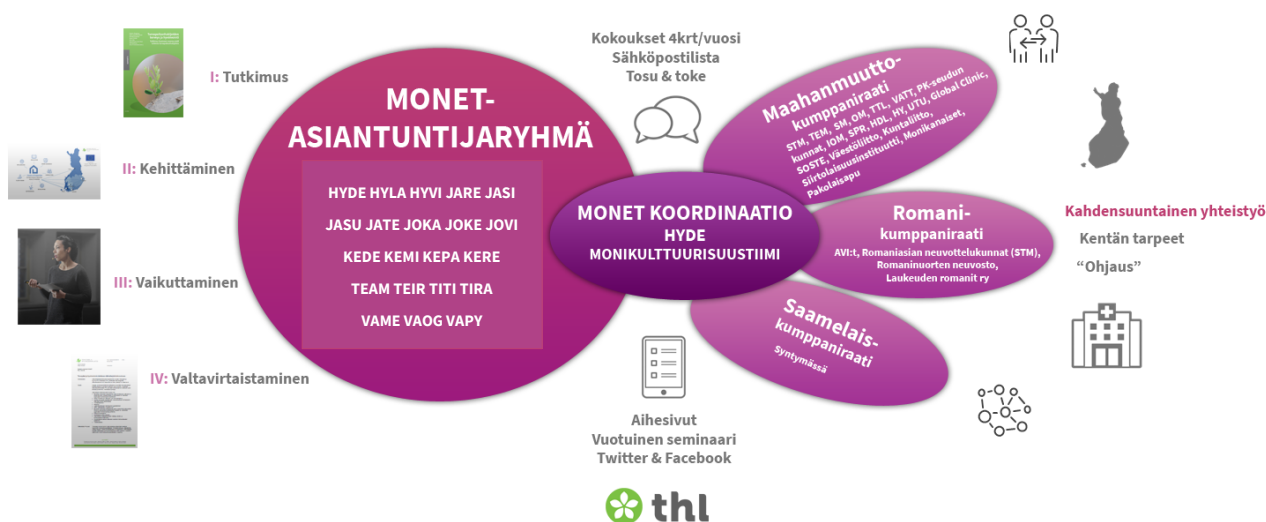 I: Tutkimus
II: Kehittäminen
III: Vaikuttaminen
IV: Valtavirtaistaminen
MONET-
ASIANTUNTIJARYHMÄ
HYDE HYLA HYVI JARE JASI
JASU JATE JOKA JOKE JOVI
KEDE KEMI KEPA KERE
TEAM TEIR TITI TIRA
VAME VAOG VAPY
Kokoukset 4krt/vuosi
Sähköpostilista
Tosu & toke
MONET KOORDINAATIO
HYDE
MONIKULTTUURISUUSTIIMI
Aihesivut
Vuotuinen seminaari
Twitter & Facebook
thl
Maahanmuutto-
kumppaniraati
STM, TEM, SM, OM, TTL, VATT, PK-seudun
kunnat, IOM, SPR, HDL, HY, UTU, Global Clinic,
SOSTE, Väestöliitto, Kuntaliitto,
Siirtolaisuusinstituutti, Monikanaiset,
Pakolaisapu
Romani-
kumppaniraati
AVI:t, Romaniasian neuvottelukunnat (STM),
Romaninuorten neuvosto,
Laukeuden romanit ry
Saamelais-
kumppaniraati
Syntymässä
Kahdensuuntainen yhteistyö
Kentän tarpeet
“Ohjaus”